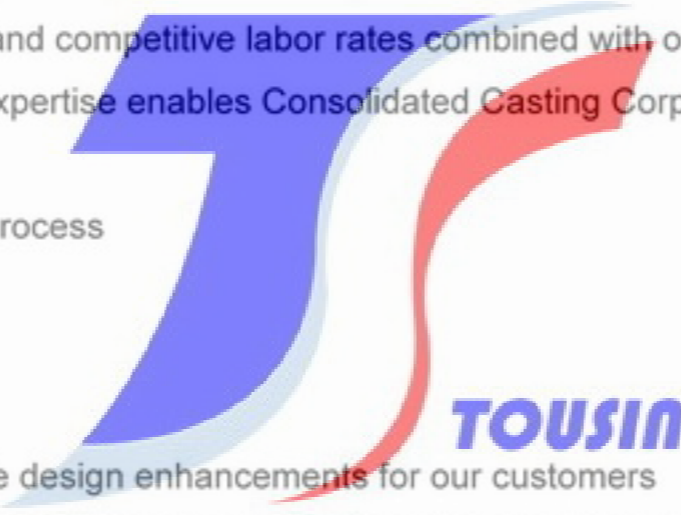 and competitive labor rates combined with o
xpertise enables Consolidated Casting Corp
rocess
TOUSIN
e design enhancements for our customers